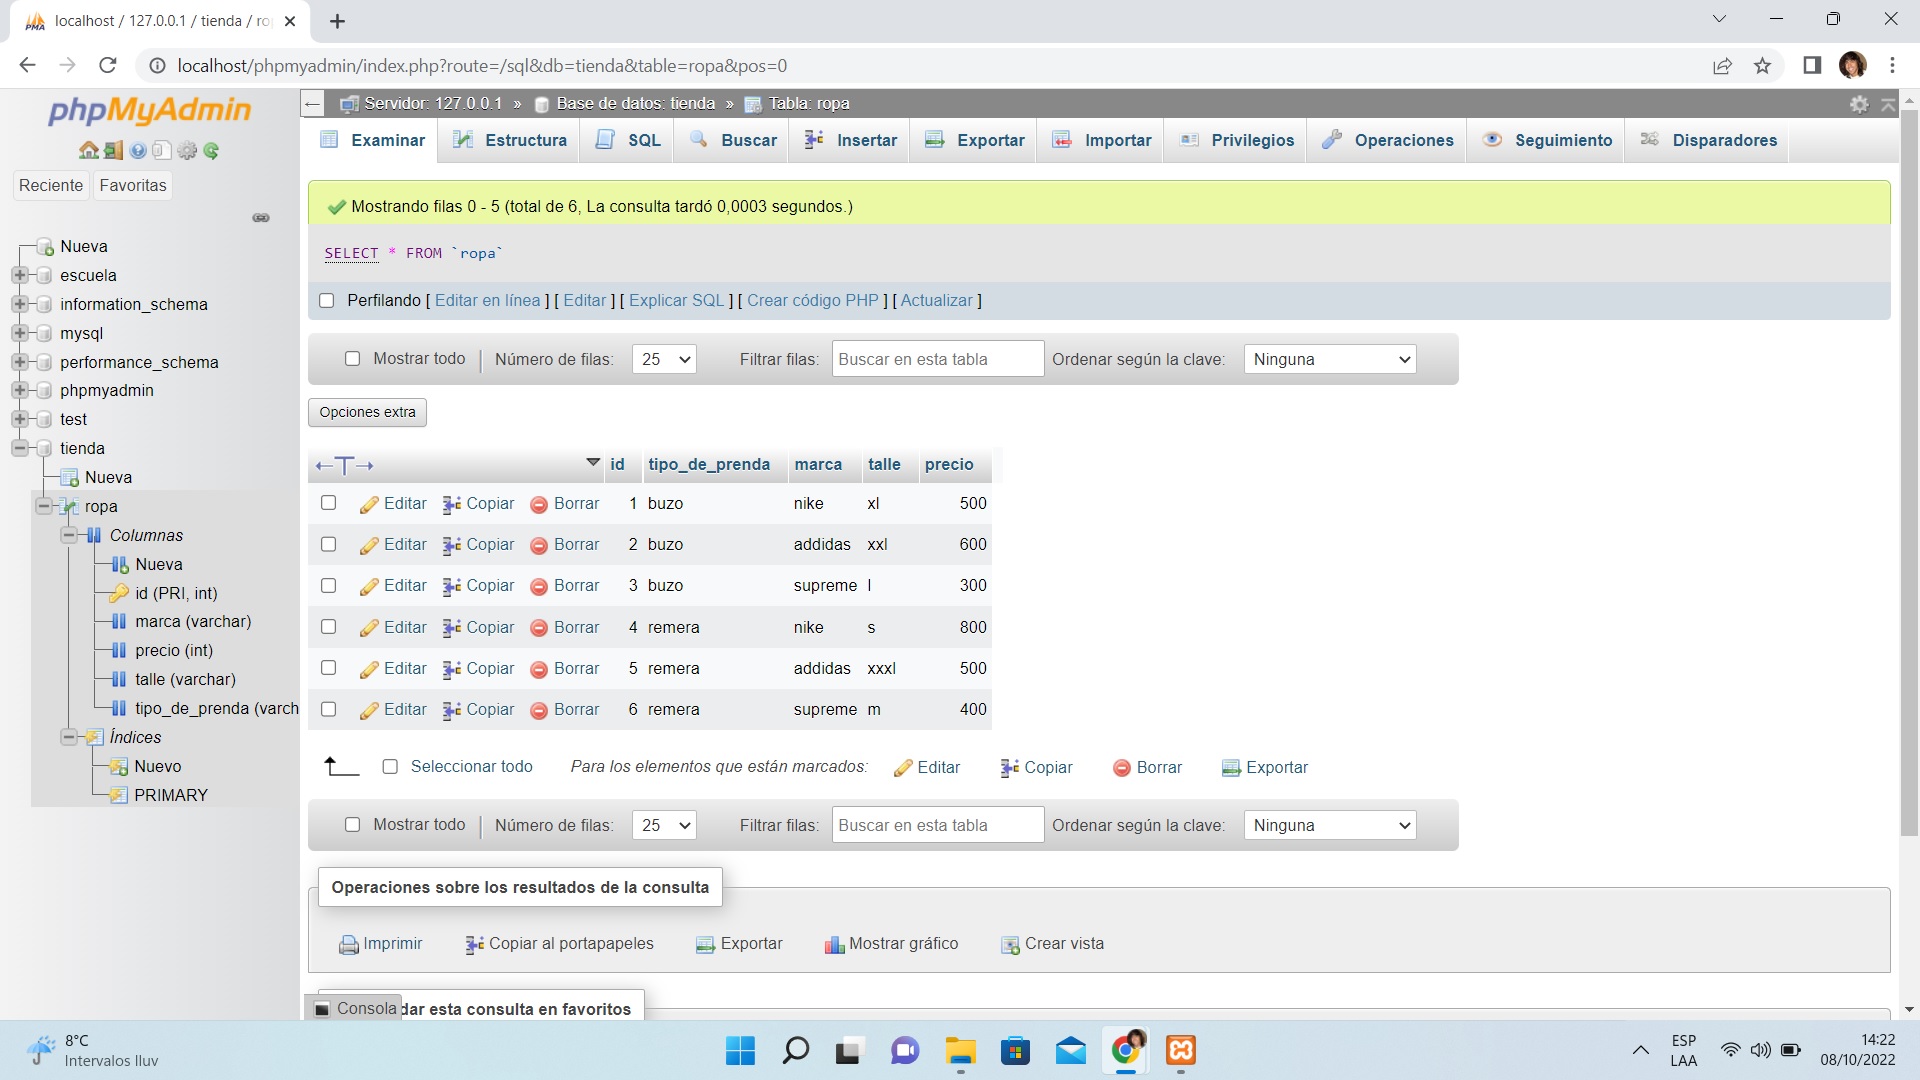 localhost / 127.0.0.1 / tienda / ro
localhost/phpmyadmin/index.php?route=/sql&db=tienda&table=ropa&pos=0
phpMyAdmin
Reciente Favoritas
Nueva
escuela
information_schema
mysql
performance_schema
phpmyadmin
test
tienda
Nueva
ropa
Columnas
Nueva
id (PRI, int)
marca (varchar)
precio (int)
talle (varchar)
tipo_de_prenda (varch
Índices
Nuevo
PRIMARY
Servidor: 127.0.0.1 » Base de datos: tienda » Tabla: ropa
Examinar Estructura SQL Buscar Insertar Exportar Importar Privilegios Operaciones Seguimiento Disparadores
Mostrando filas 0 - 5 (total de 6, La consulta tardó 0,0003 segundos.)
SELECT * FROM `ropa`
Perfilando [ Editar en línea ] [ Editar ] [ Explicar SQL ] [ Crear código PHP ] [ Actualizar ]
Mostrar todo | Número de filas: 25 Filtrar filas: Buscar en esta tabla Ordenar según la clave: Ninguna
Opciones extra
←T→ id tipo_de_prenda marca talle precio
Editar Copiar Borrar 1 buzo nike xl 500
Editar Copiar Borrar 2 buzo addidas xxl 600
Editar Copiar Borrar 3 buzo supreme l 300
Editar Copiar Borrar 4 remera nike s 800
Editar Copiar Borrar 5 remera addidas xxxl 500
Editar Copiar Borrar 6 remera supreme m 400
Seleccionar todo Para los elementos que están marcados: Editar Copiar Borrar Exportar
Mostrar todo | Número de filas: 25 Filtrar filas: Buscar en esta tabla Ordenar según la clave: Ninguna
Operaciones sobre los resultados de la consulta
Imprimir Copiar al portapapeles Exportar Mostrar gráfico Crear vista
Consola dar esta consulta en favoritos
8°C
Intervalos lluv
ESP
LAA
14:22
08/10/2022